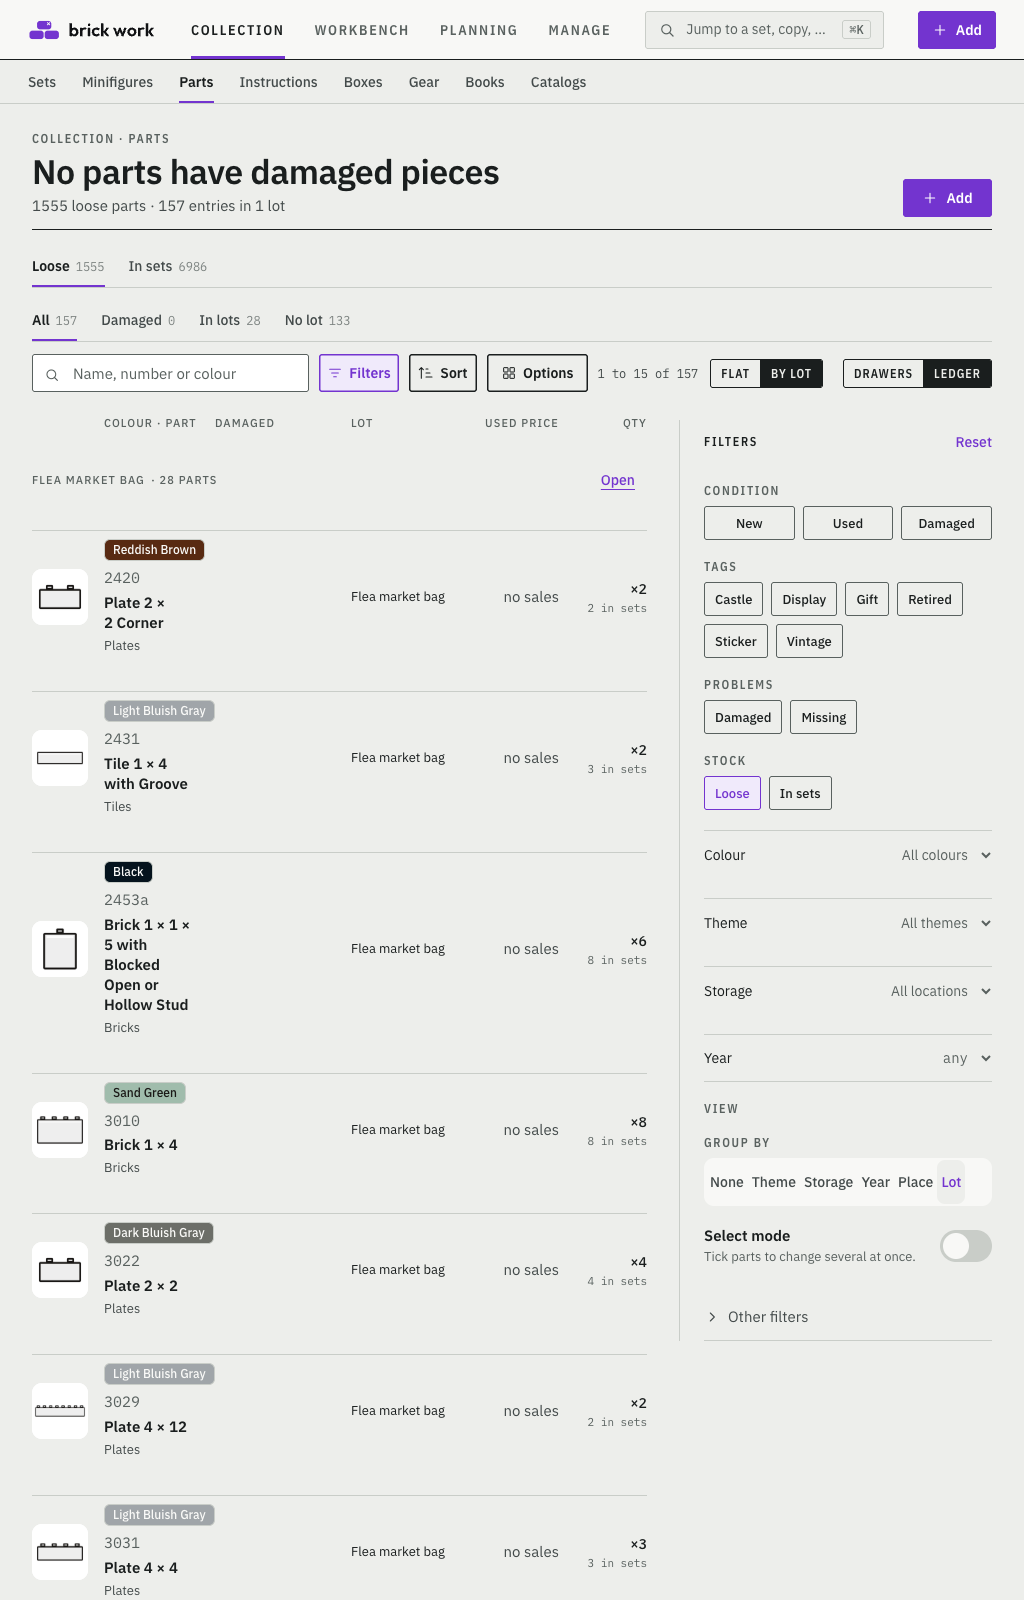 brick work
COLLECTION
WORKBENCH
PLANNING
MANAGE
Jump to a set, copy, ...
⌘K
+ Add
Sets
Minifigures
Parts
Instructions
Boxes
Gear
Books
Catalogs
COLLECTION · PARTS
No parts have damaged pieces
1555 loose parts · 157 entries in 1 lot
+ Add
Loose 1555
In sets 6986
All 157
Damaged 0
In lots 28
No lot 133
Name, number or colour
Filters
Sort
Options
1 to 15 of 157
FLAT
BY LOT
DRAWERS
LEDGER
COLOUR · PART
DAMAGED
LOT
USED PRICE
QTY
FLEA MARKET BAG · 28 PARTS
Open
Reddish Brown
2420
Plate 2 ×
2 Corner
Plates
Flea market bag
no sales
×2
2 in sets
Light Bluish Gray
2431
Tile 1 × 4
with Groove
Tiles
Flea market bag
no sales
×2
3 in sets
Black
2453a
Brick 1 × 1 ×
5 with
Blocked
Open or
Hollow Stud
Bricks
Flea market bag
no sales
×6
8 in sets
Sand Green
3010
Brick 1 × 4
Bricks
Flea market bag
no sales
×8
8 in sets
Dark Bluish Gray
3022
Plate 2 × 2
Plates
Flea market bag
no sales
×4
4 in sets
Light Bluish Gray
3029
Plate 4 × 12
Plates
Flea market bag
no sales
×2
2 in sets
Light Bluish Gray
3031
Plate 4 × 4
Plates
Flea market bag
no sales
×3
3 in sets
FILTERS
Reset
CONDITION
New
Used
Damaged
TAGS
Castle
Display
Gift
Retired
Sticker
Vintage
PROBLEMS
Damaged
Missing
STOCK
Loose
In sets
Colour
All colours
Theme
All themes
Storage
All locations
Year
any
VIEW
GROUP BY
None
Theme
Storage
Year
Place
Lot
Select mode
Tick parts to change several at once.
Other filters